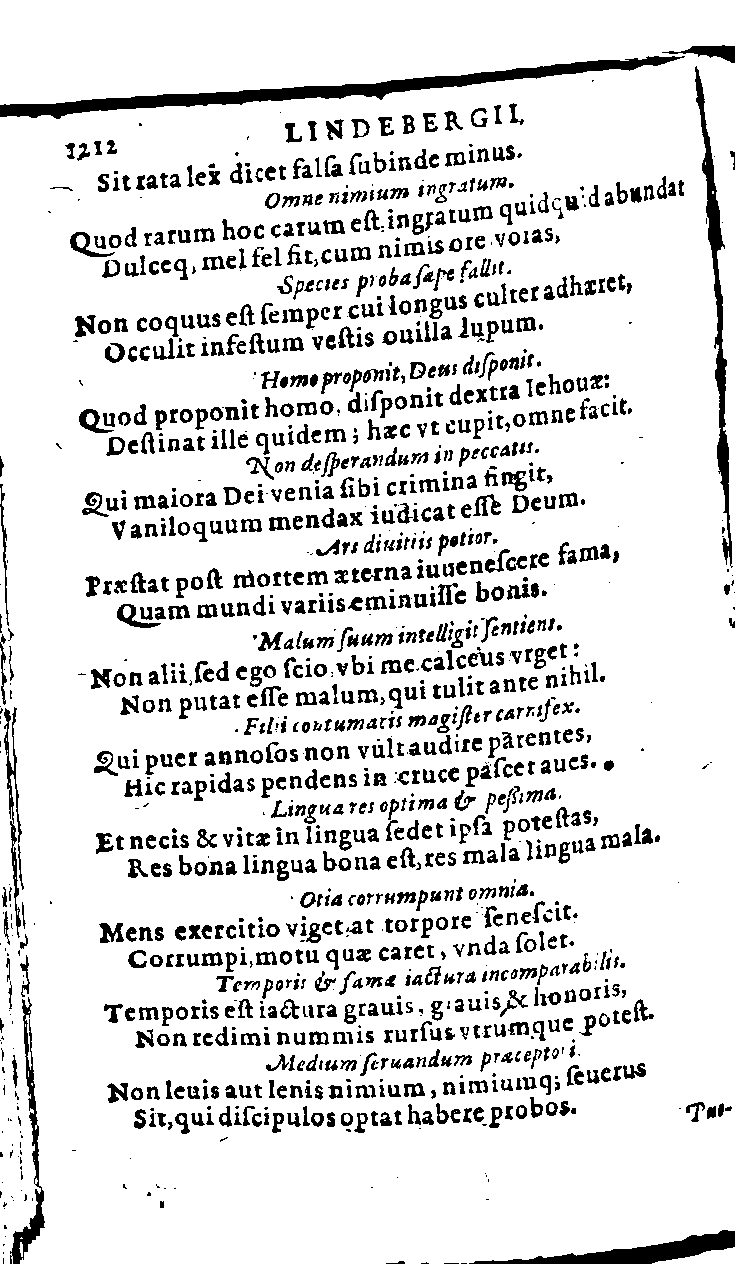 1212 LINDEBERGII,
Sit rata lex dicet falſa ſubinde minus.
Omne nimium ingratum.
Quod rarum hoc carum eſt, ingratum quidquid abundat
Dulceq, mel fel fit, cum nimis ore voras,
Species proba ſæpe fallit.
Non coquus eſt ſemper cui longus culter adhæret,
Occulit infeſtum veſtis ouilla lupum.
Homo proponit, Deus diſponit.
Quod proponit homo, diſponit dextra Iehouæ:
Deſtinat ille quidem; hæc vt cupit, omne facit.
Non deſperandum in peccatis.
Qui maiora Dei venia ſibi crimina fingit,
Vaniloquum mendax iudicat eſſe Deum.
Ars diuitiis potior.
Præſtat poſt mortem æterna iuueneſcere fama,
Quam mundi variis eminuiſſe bonis.
Malum ſuum intelligit ſentiens.
Non alii, ſed ego ſcio vbi me calceus vrget:
Non putat eſſe malum, qui tulit ante nihil.
Filii contumacis magiſter carnifex.
Qui puer annoſos non vult audire parentes,
Hic rapidas pendens in cruce paſcet aues.
Lingua res optima & peſſima.
Et necis & vitæ in lingua ſedet ipſa poteſtas,
Res bona lingua bona eſt, res mala lingua mala.
Otia corrumpunt omnia.
Mens exercitio viget, at torpore ſeneſcit.
Corrumpi, motu quæ caret, vnda ſolet.
Temporis & famæ iactura incomparabilis.
Temporis eſt iactura grauis, grauis & honoris,
Non redimi nummis rurſus vtrumque poteſt.
Medium ſeruandum præceptori.
Non leuis aut lenis nimium, nimiumq; ſeuerus
Sit, qui diſcipulos optat habere probos.
Tuo-